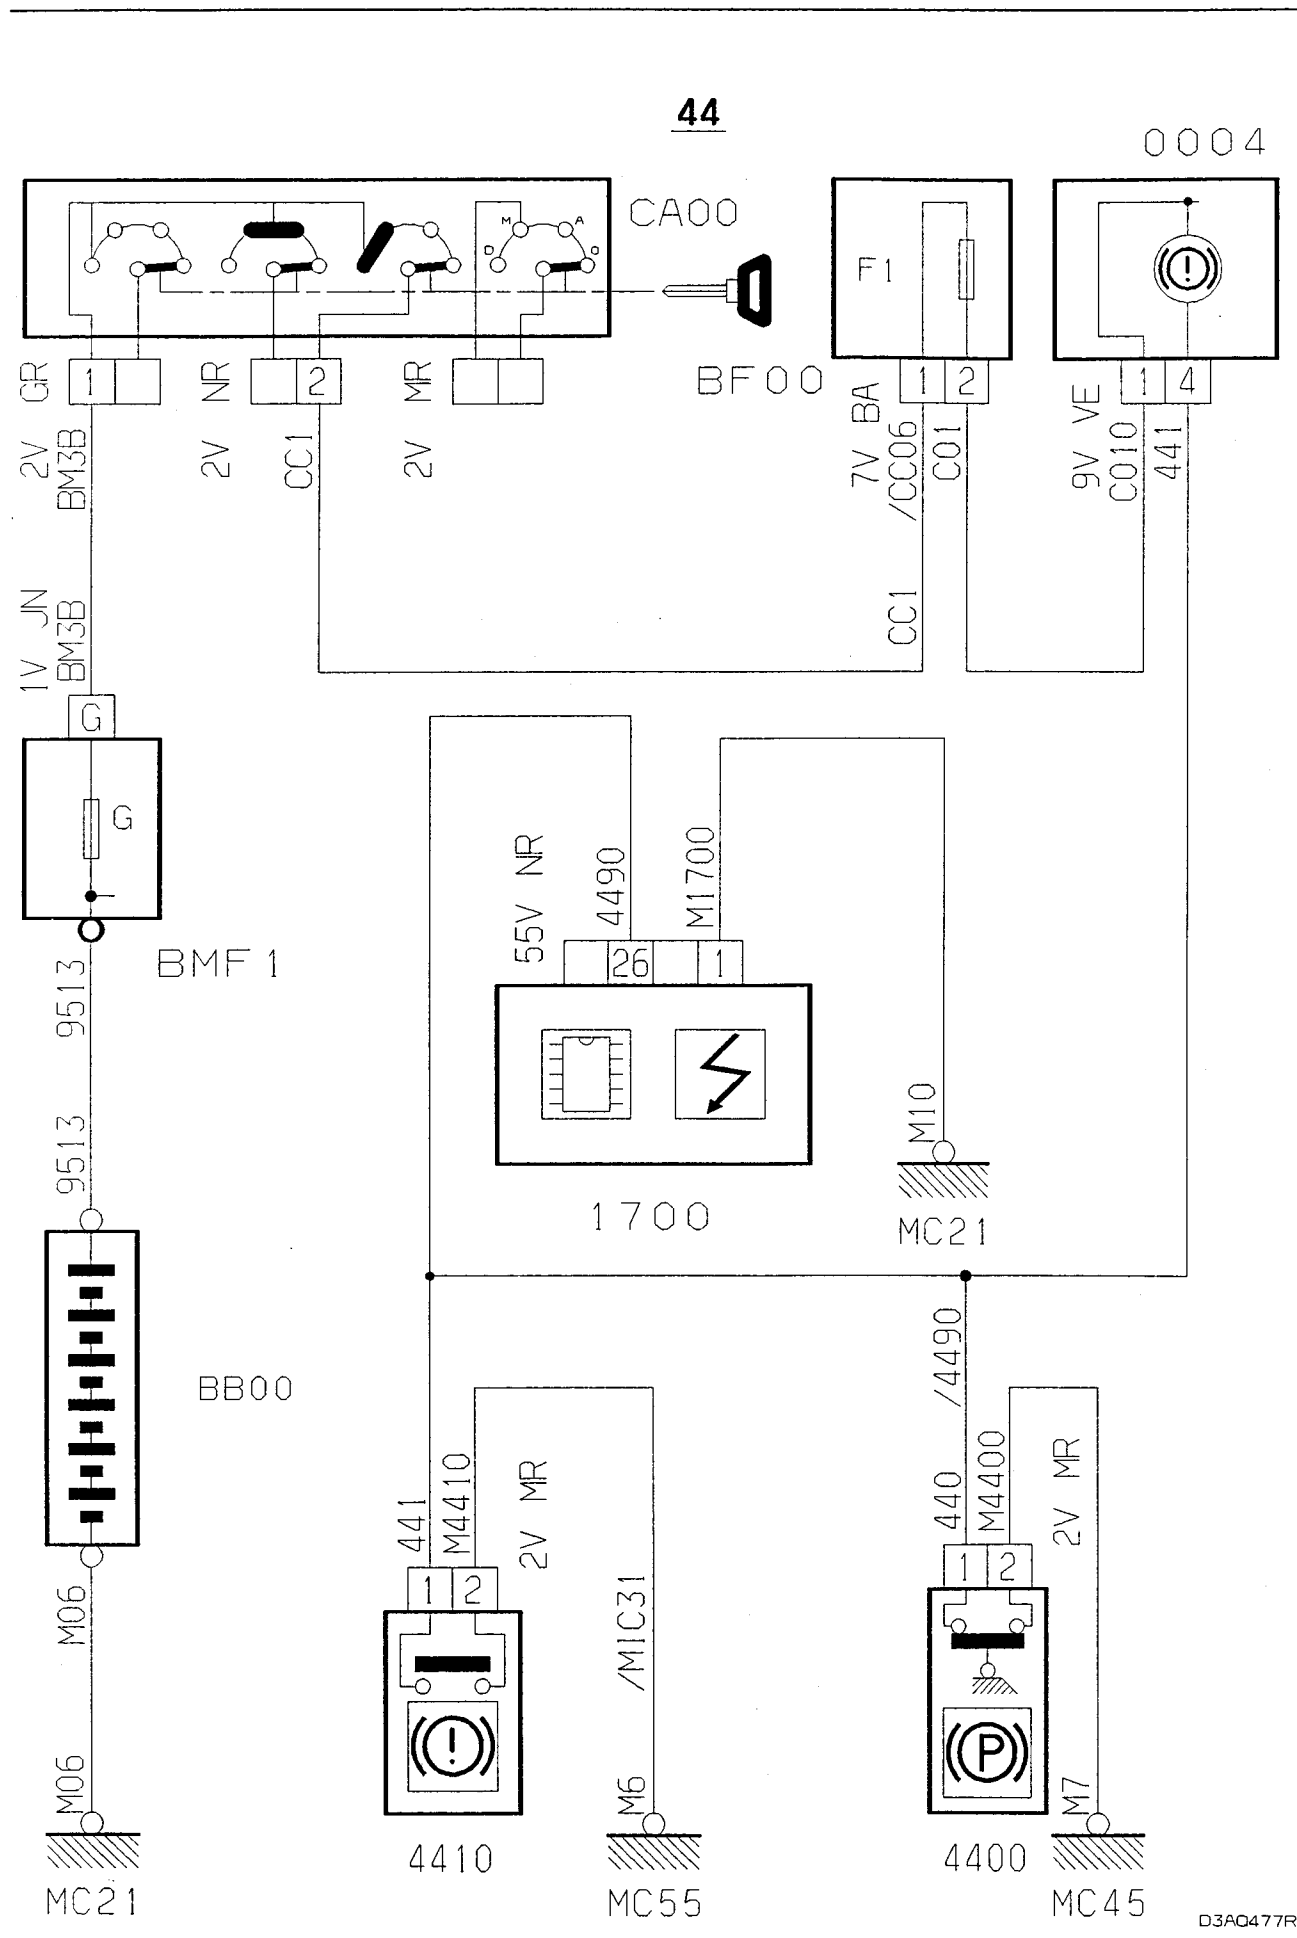 44
0004
CA00
M
A
D
O
F1
BF00
1
2
1
2
1
4
2V GR
BM3B
2V NR
CC1
2V MR
7V BA
/CC06
C01
9V VE
C010
441
CC1
1V JN
BM3B
G
G
BMF1
9513
9513
55V NR
4490
M1700
26
1
1700
M10
MC21
BB00
/4490
441
M4410
2V MR
440
M4400
2V MR
1
2
1
2
/MIC31
!
P
!
4410
4400
M06
M06
M6
M7
MC21
MC55
MC45
D3AQ477R